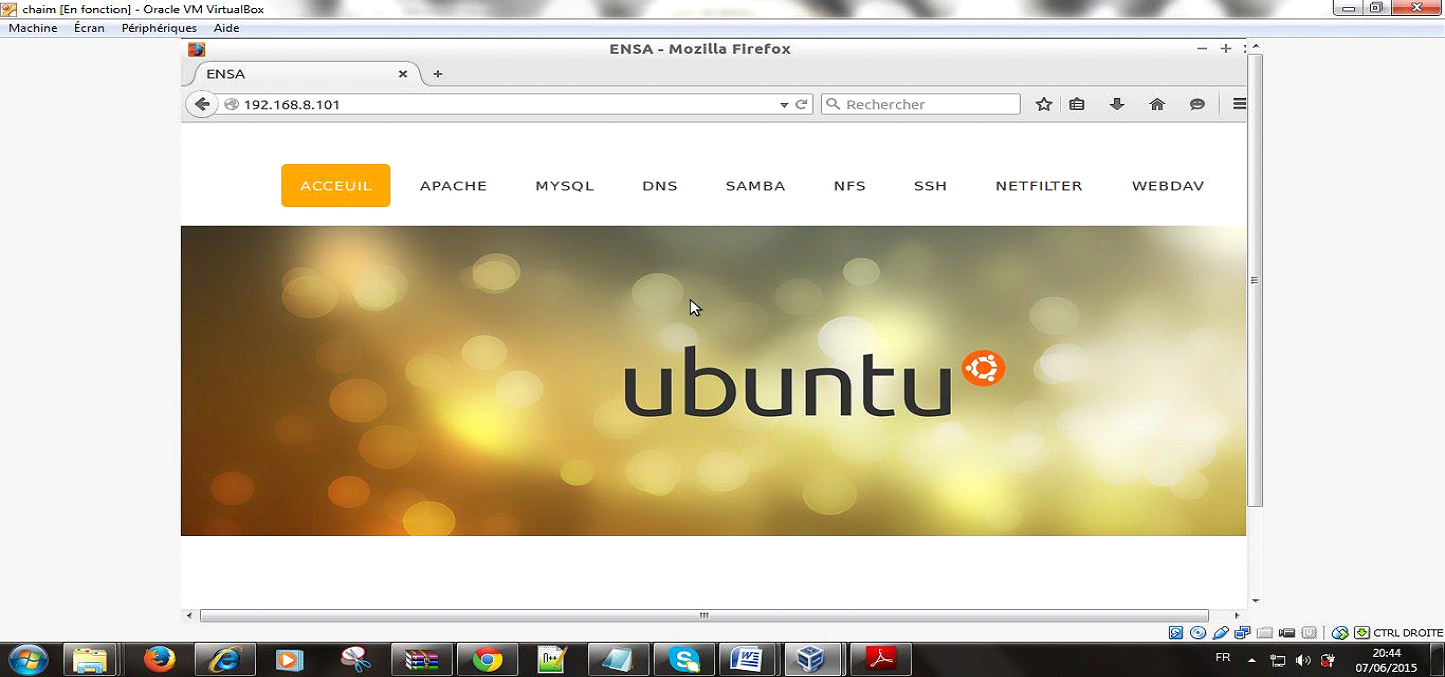 chaim [En fonction] - Oracle VM VirtualBox
Machine Écran Périphériques Aide
ENSA - Mozilla Firefox
ENSA
192.168.8.101
Rechercher
ACCEUIL APACHE MYSQL DNS SAMBA NFS SSH NETFILTER WEBDAV
ubuntu
CTRL DROITE
FR
20:44
07/06/2015